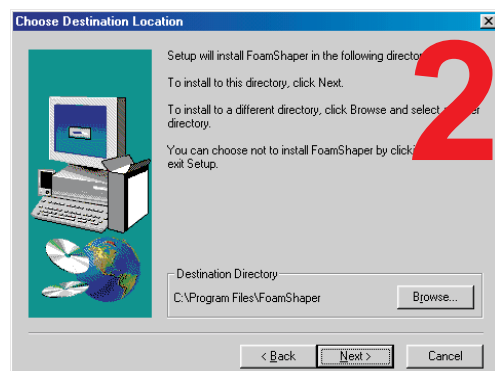 Choose Destination Location
2
Setup will install FoamShaper in the following
To install to this directory, click Next.
To install to a different directory, click Browse and select
directory.
You can choose not to install FoamShaper by
exit Setup.
Destination Directory
C:\Program Files\FoamShaper
Browse...
< Back
Next >
Cancel